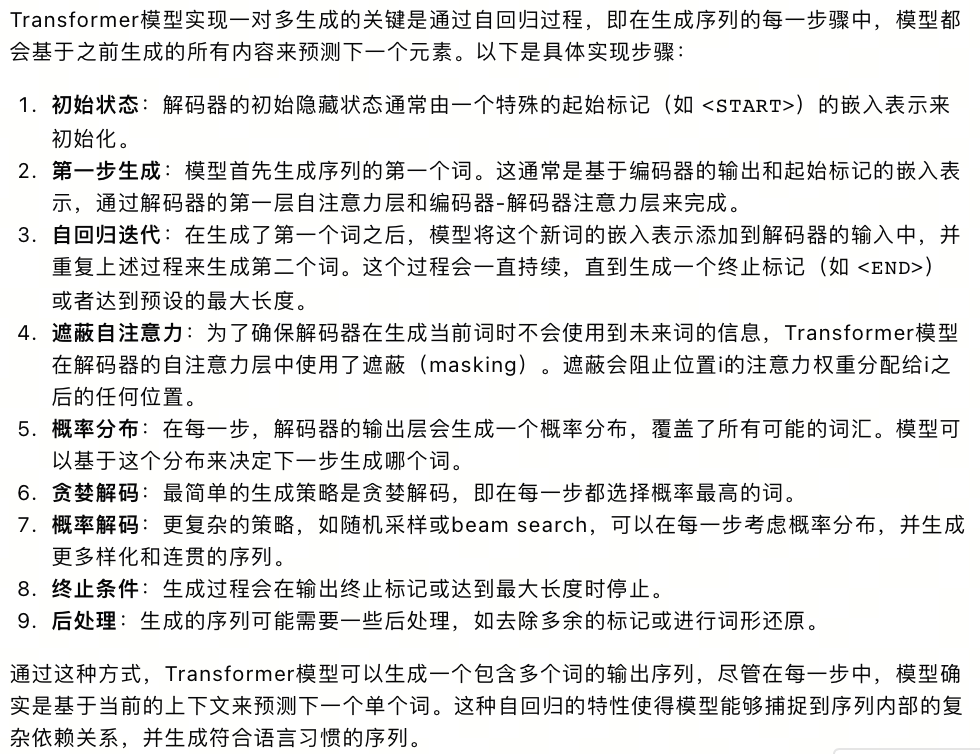 Transformer模型实现一对多生成的关键是通过自回归过程，即在生成序列的每一步骤中，模型都
会基于之前生成的所有内容来预测下一个元素。以下是具体实现步骤：
1. 初始状态：解码器的初始隐藏状态通常由一个特殊的起始标记（如 <START>）的嵌入表示来
初始化。
2. 第一步生成：模型首先生成序列的第一个词。这通常是基于编码器的输出和起始标记的嵌入表
示，通过解码器的第一层自注意力层和编码器-解码器注意力层来完成。
3. 自回归迭代：在生成了第一个词之后，模型将这个新词的嵌入表示添加到解码器的输入中，并
重复上述过程来生成第二个词。这个过程会一直持续，直到生成一个终止标记（如 <END>）
或者达到预设的最大长度。
4. 遮蔽自注意力：为了确保解码器在生成当前词时不会使用到未来词的信息，Transformer模型
在解码器的自注意力层中使用了遮蔽（masking）。遮蔽会阻止位置i的注意力权重分配给i之
后的任何位置。
5. 概率分布：在每一步，解码器的输出层会生成一个概率分布，覆盖了所有可能的词汇。模型可
以基于这个分布来决定下一步生成哪个词。
6. 贪婪解码：最简单的生成策略是贪婪解码，即在每一步都选择概率最高的词。
7. 概率解码：更复杂的策略，如随机采样或beam search，可以在每一步考虑概率分布，并生成
更多样化和连贯的序列。
8. 终止条件：生成过程会在输出终止标记或达到最大长度时停止。
9. 后处理：生成的序列可能需要一些后处理，如去除多余的标记或进行词形还原。
通过这种方式，Transformer模型可以生成一个包含多个词的输出序列，尽管在每一步中，模型确
实是基于当前的上下文来预测下一个单个词。这种自回归的特性使得模型能够捕捉到序列内部的复
杂依赖关系，并生成符合语言习惯的序列。